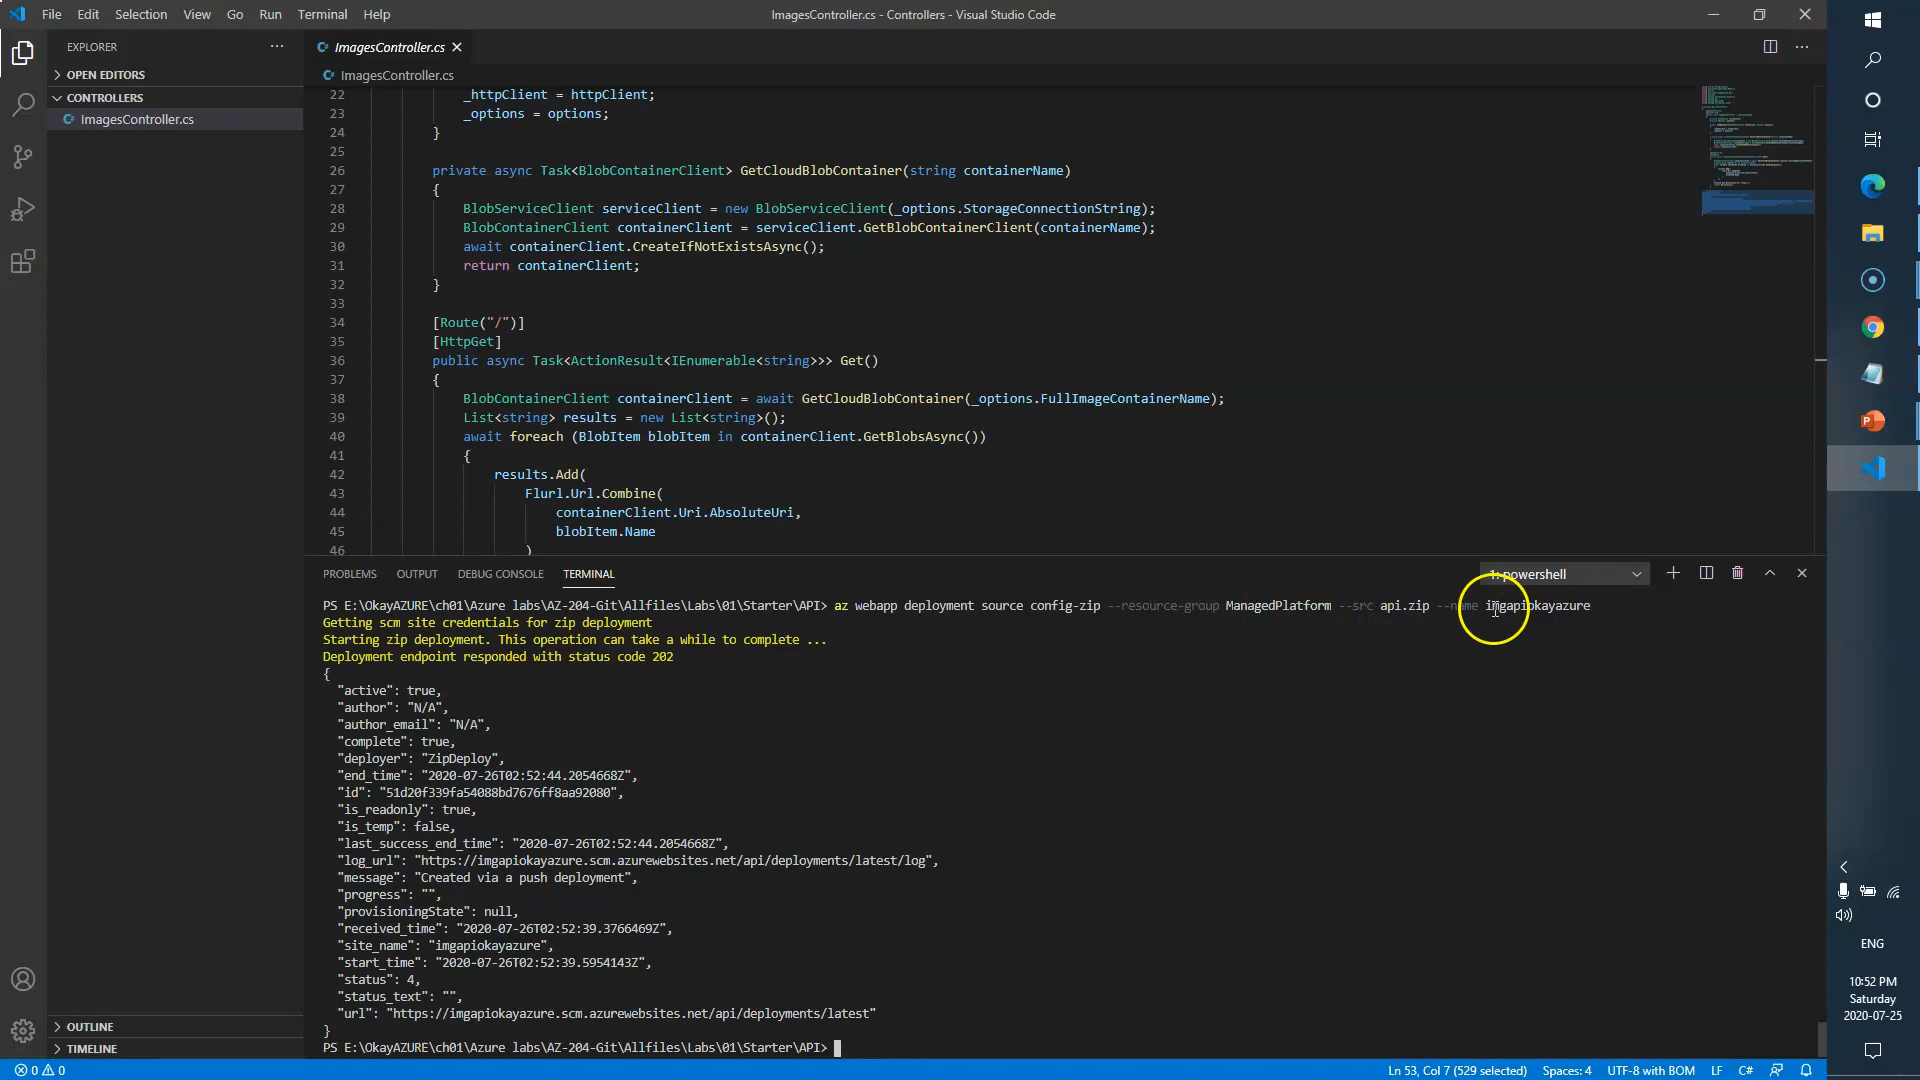 File Edit Selection View Go Run Terminal Help
ImagesController.cs - Controllers - Visual Studio Code
EXPLORER
OPEN EDITORS
CONTROLLERS
ImagesController.cs
OUTLINE
TIMELINE
ImagesController.cs
ImagesController.cs
22 _httpClient = httpClient;
23 _options = options;
24 }
25
26 private async Task<BlobContainerClient> GetCloudBlobContainer(string containerName)
27 {
28 BlobServiceClient serviceClient = new BlobServiceClient(_options.StorageConnectionString);
29 BlobContainerClient containerClient = serviceClient.GetBlobContainerClient(containerName);
30 await containerClient.CreateIfNotExistsAsync();
31 return containerClient;
32 }
33
34 [Route("/")]
35 [HttpGet]
36 public async Task<ActionResult<IEnumerable<string>>> Get()
37 {
38 BlobContainerClient containerClient = await GetCloudBlobContainer(_options.FullImageContainerName);
39 List<string> results = new List<string>();
40 await foreach (BlobItem blobItem in containerClient.GetBlobsAsync())
41 {
42 results.Add(
43 Flurl.Url.Combine(
44 containerClient.Uri.AbsoluteUri,
45 blobItem.Name
46 )
PROBLEMS OUTPUT DEBUG CONSOLE TERMINAL
1: powershell
PS E:\OkayAZURE\ch01\Azure labs\AZ-204-Git\Allfiles\Labs\01\Starter\API> az webapp deployment source config-zip --resource-group ManagedPlatform --src api.zip --name imgapiokayazure
Getting scm site credentials for zip deployment
Starting zip deployment. This operation can take a while to complete ...
Deployment endpoint responded with status code 202
{
"active": true,
"author": "N/A",
"author_email": "N/A",
"complete": true,
"deployer": "ZipDeploy",
"end_time": "2020-07-26T02:52:44.2054668Z",
"id": "51d20f339fa54088bd7676ff8aa92080",
"is_readonly": true,
"is_temp": false,
"last_success_end_time": "2020-07-26T02:52:44.2054668Z",
"log_url": "https://imgapiokayazure.scm.azurewebsites.net/api/deployments/latest/log",
"message": "Created via a push deployment",
"progress": "",
"provisioningState": null,
"received_time": "2020-07-26T02:52:39.3766469Z",
"site_name": "imgapiokayazure",
"start_time": "2020-07-26T02:52:39.5954143Z",
"status": 4,
"status_text": "",
"url": "https://imgapiokayazure.scm.azurewebsites.net/api/deployments/latest"
}
PS E:\OkayAZURE\ch01\Azure labs\AZ-204-Git\Allfiles\Labs\01\Starter\API>
0 0
Ln 53, Col 7 (529 selected) Spaces: 4 UTF-8 with BOM LF C#
ENG
10:52 PM
Saturday
2020-07-25